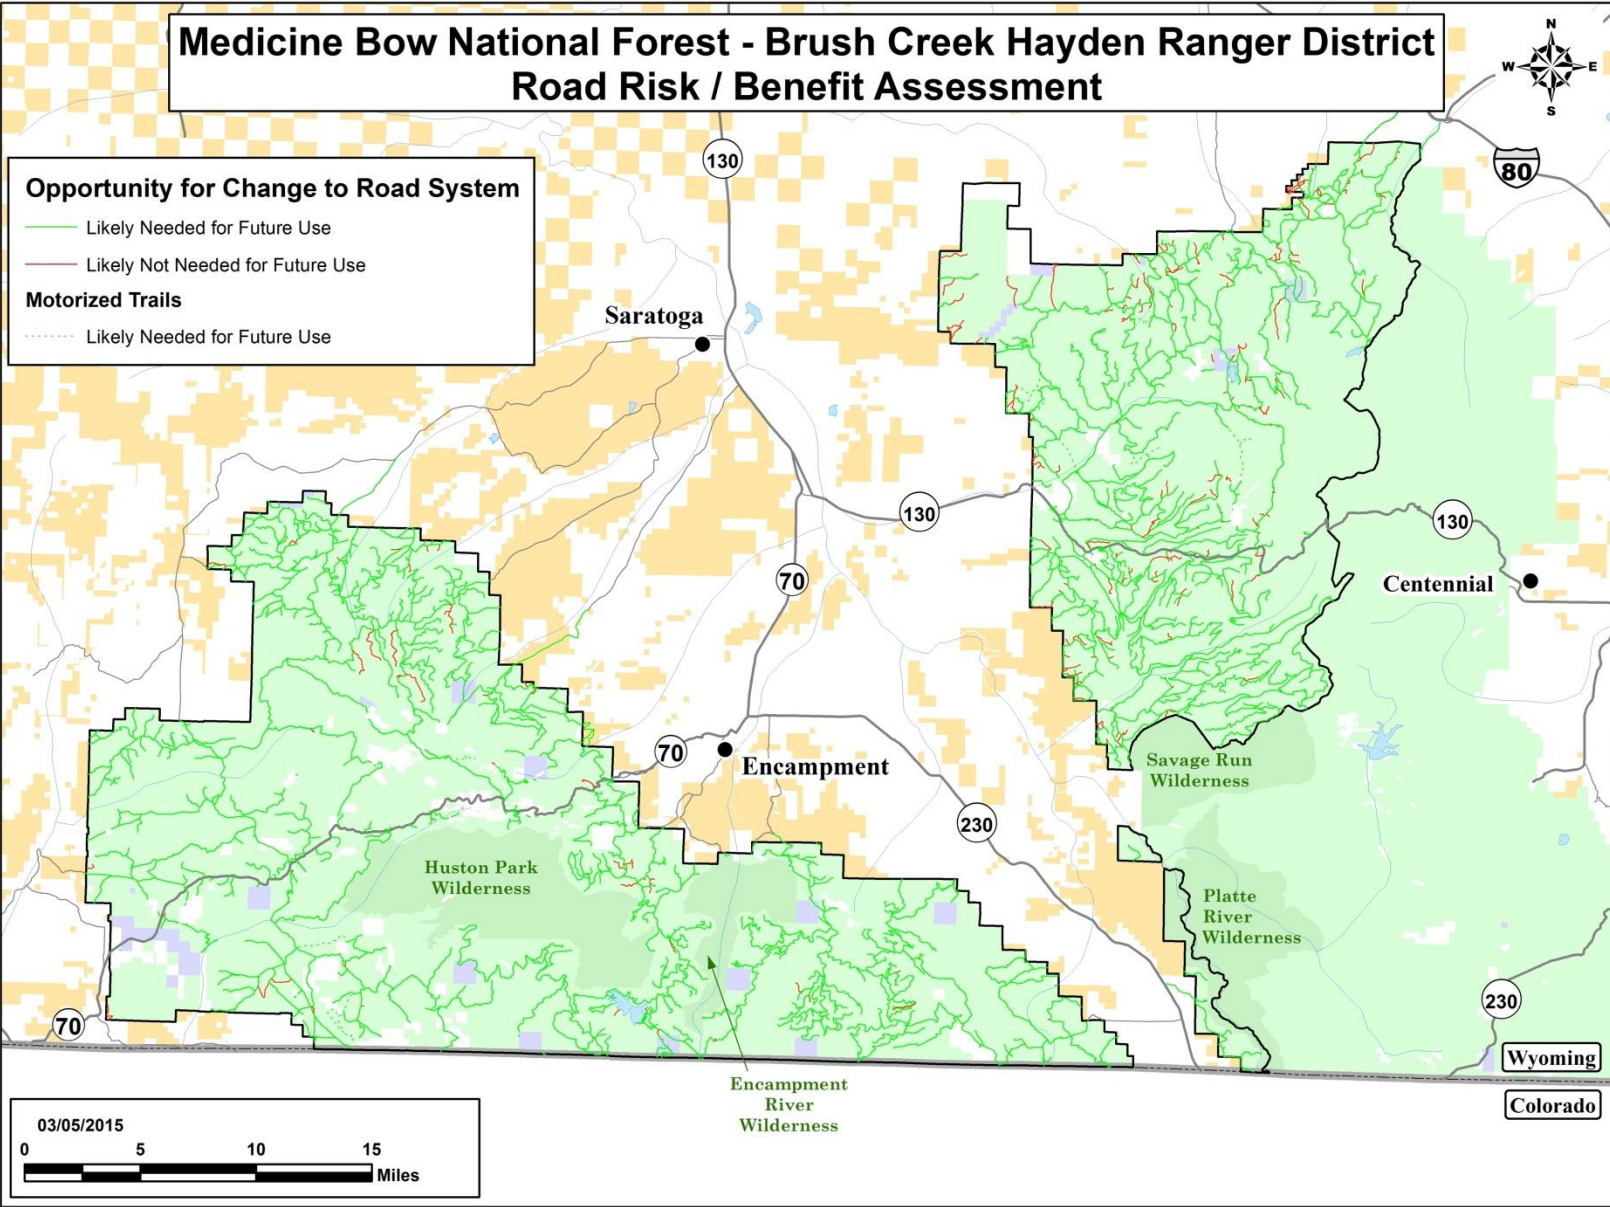 Medicine Bow National Forest - Brush Creek Hayden Ranger District
Road Risk / Benefit Assessment
N
W E
S
130
80
Opportunity for Change to Road System
Likely Needed for Future Use
Likely Not Needed for Future Use
Motorized Trails
Likely Needed for Future Use
Saratoga
130
130
70
Centennial
70
Encampment
Savage Run
Wilderness
230
Huston Park
Wilderness
Platte
River
Wilderness
70
230
Wyoming
Encampment
River
Wilderness
Colorado
03/05/2015
0 5 10 15
Miles